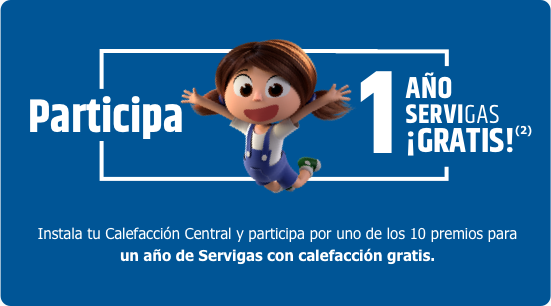 Participa
1 AÑO
SERVIGAS
¡GRATIS!(2)
Instala tu Calefacción Central y participa por uno de los 10 premios para
un año de Servigas con calefacción gratis.